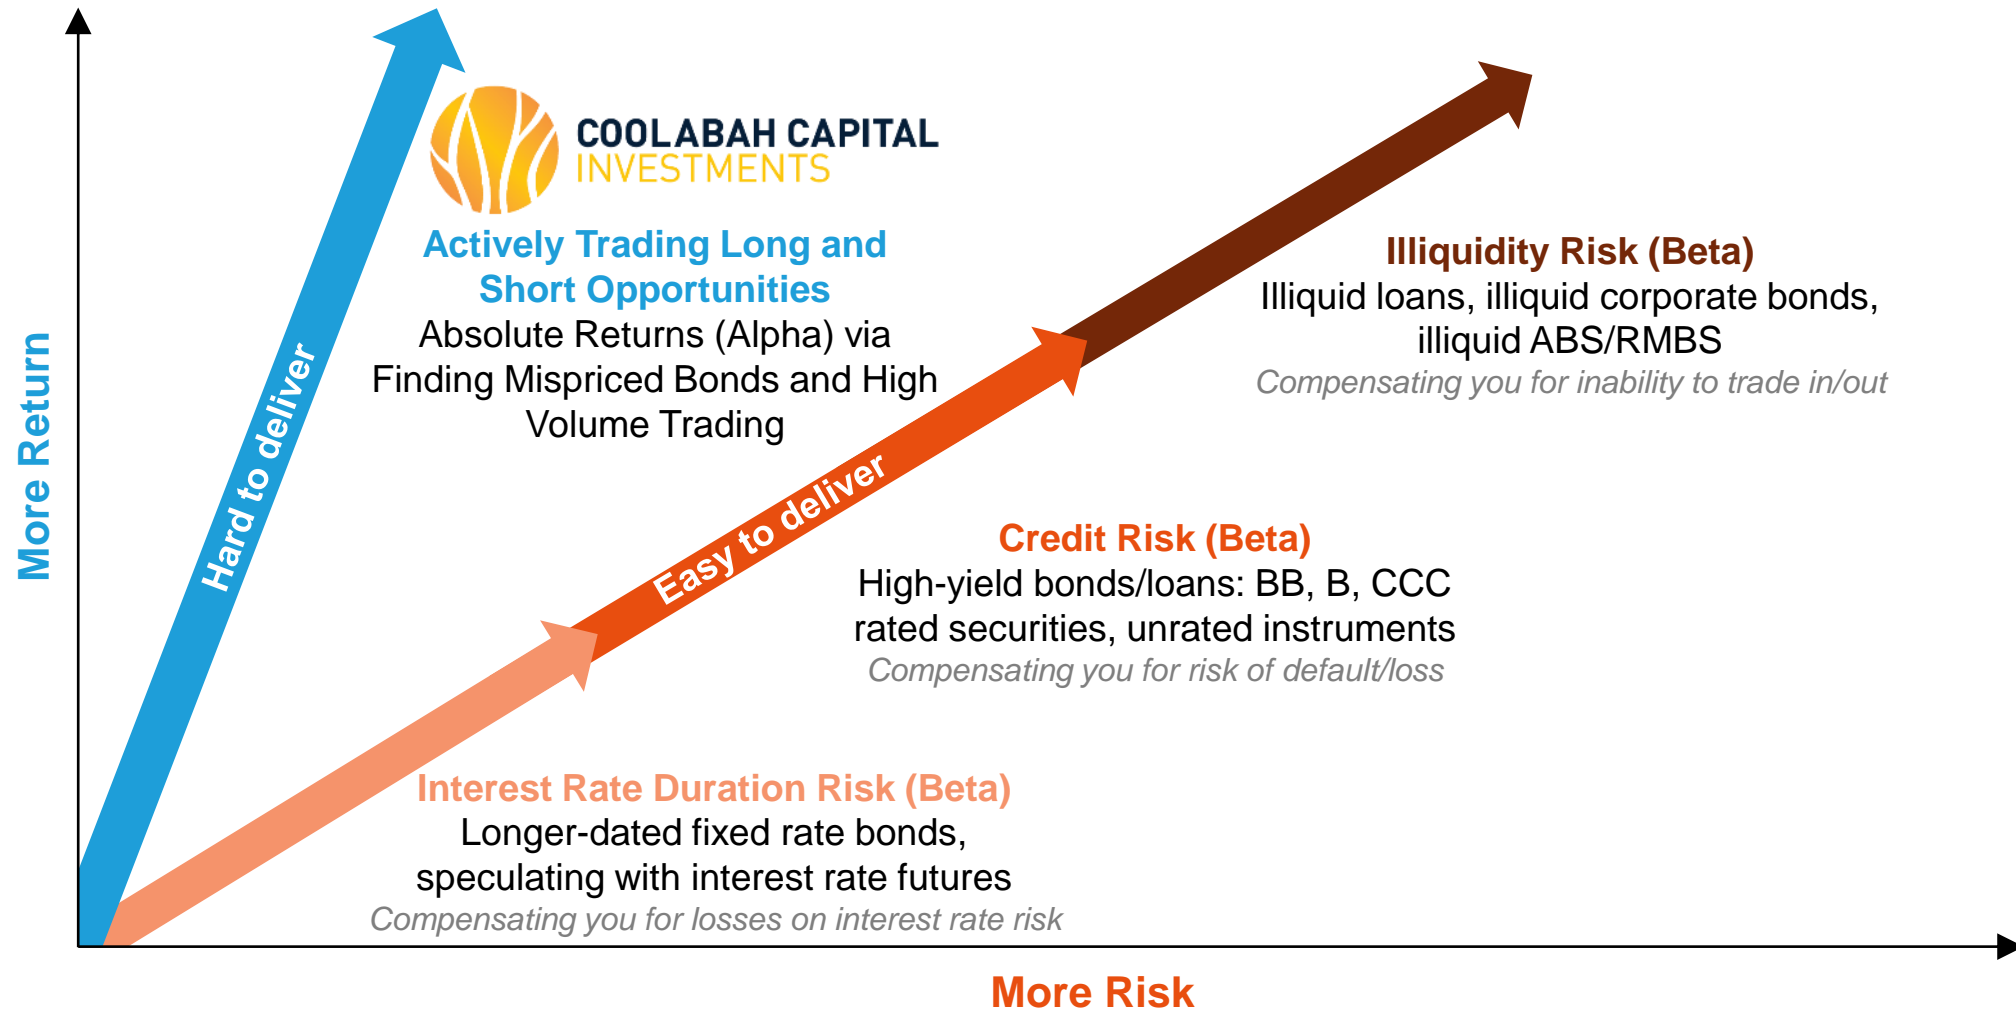 COOLABAH CAPITAL
INVESTMENTS
Actively Trading Long and
Short Opportunities
Absolute Returns (Alpha) via
Finding Mispriced Bonds and High
Volume Trading
Illiquidity Risk (Beta)
Illiquid loans, illiquid corporate bonds,
illiquid ABS/RMBS
Compensating you for inability to trade in/out
More Return
Hard to deliver
Easy to deliver
Credit Risk (Beta)
High-yield bonds/loans: BB, B, CCC
rated securities, unrated instruments
Compensating you for risk of default/loss
Interest Rate Duration Risk (Beta)
Longer-dated fixed rate bonds,
speculating with interest rate futures
Compensating you for losses on interest rate risk
More Risk